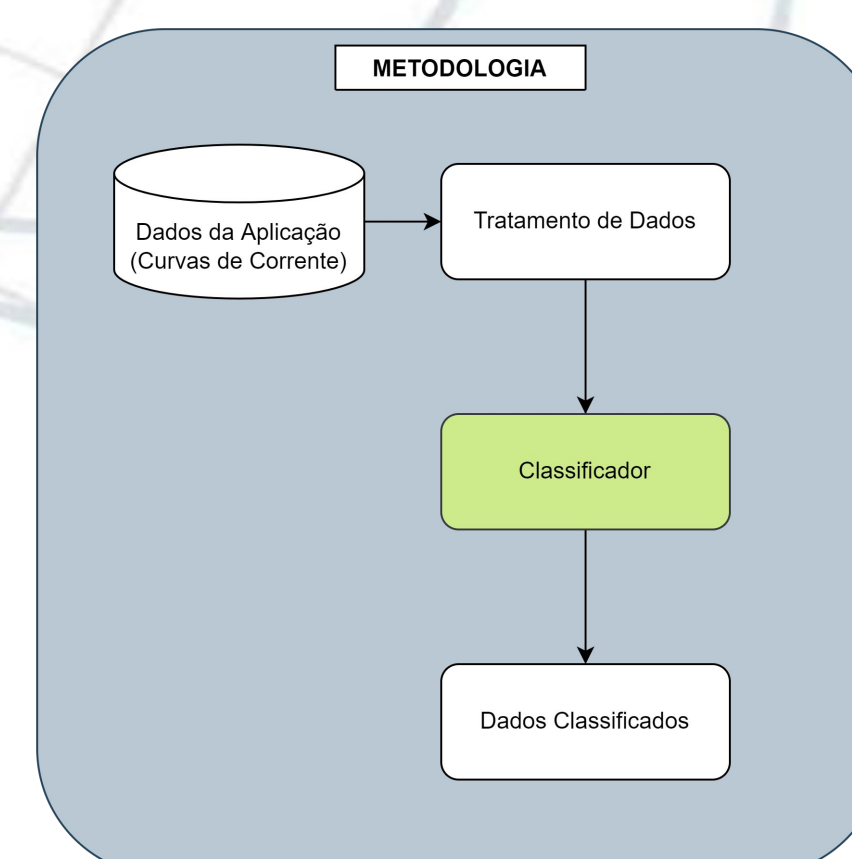 METODOLOGIA
Dados da Aplicação
(Curvas de Corrente)
Tratamento de Dados
Classificador
Dados Classificados